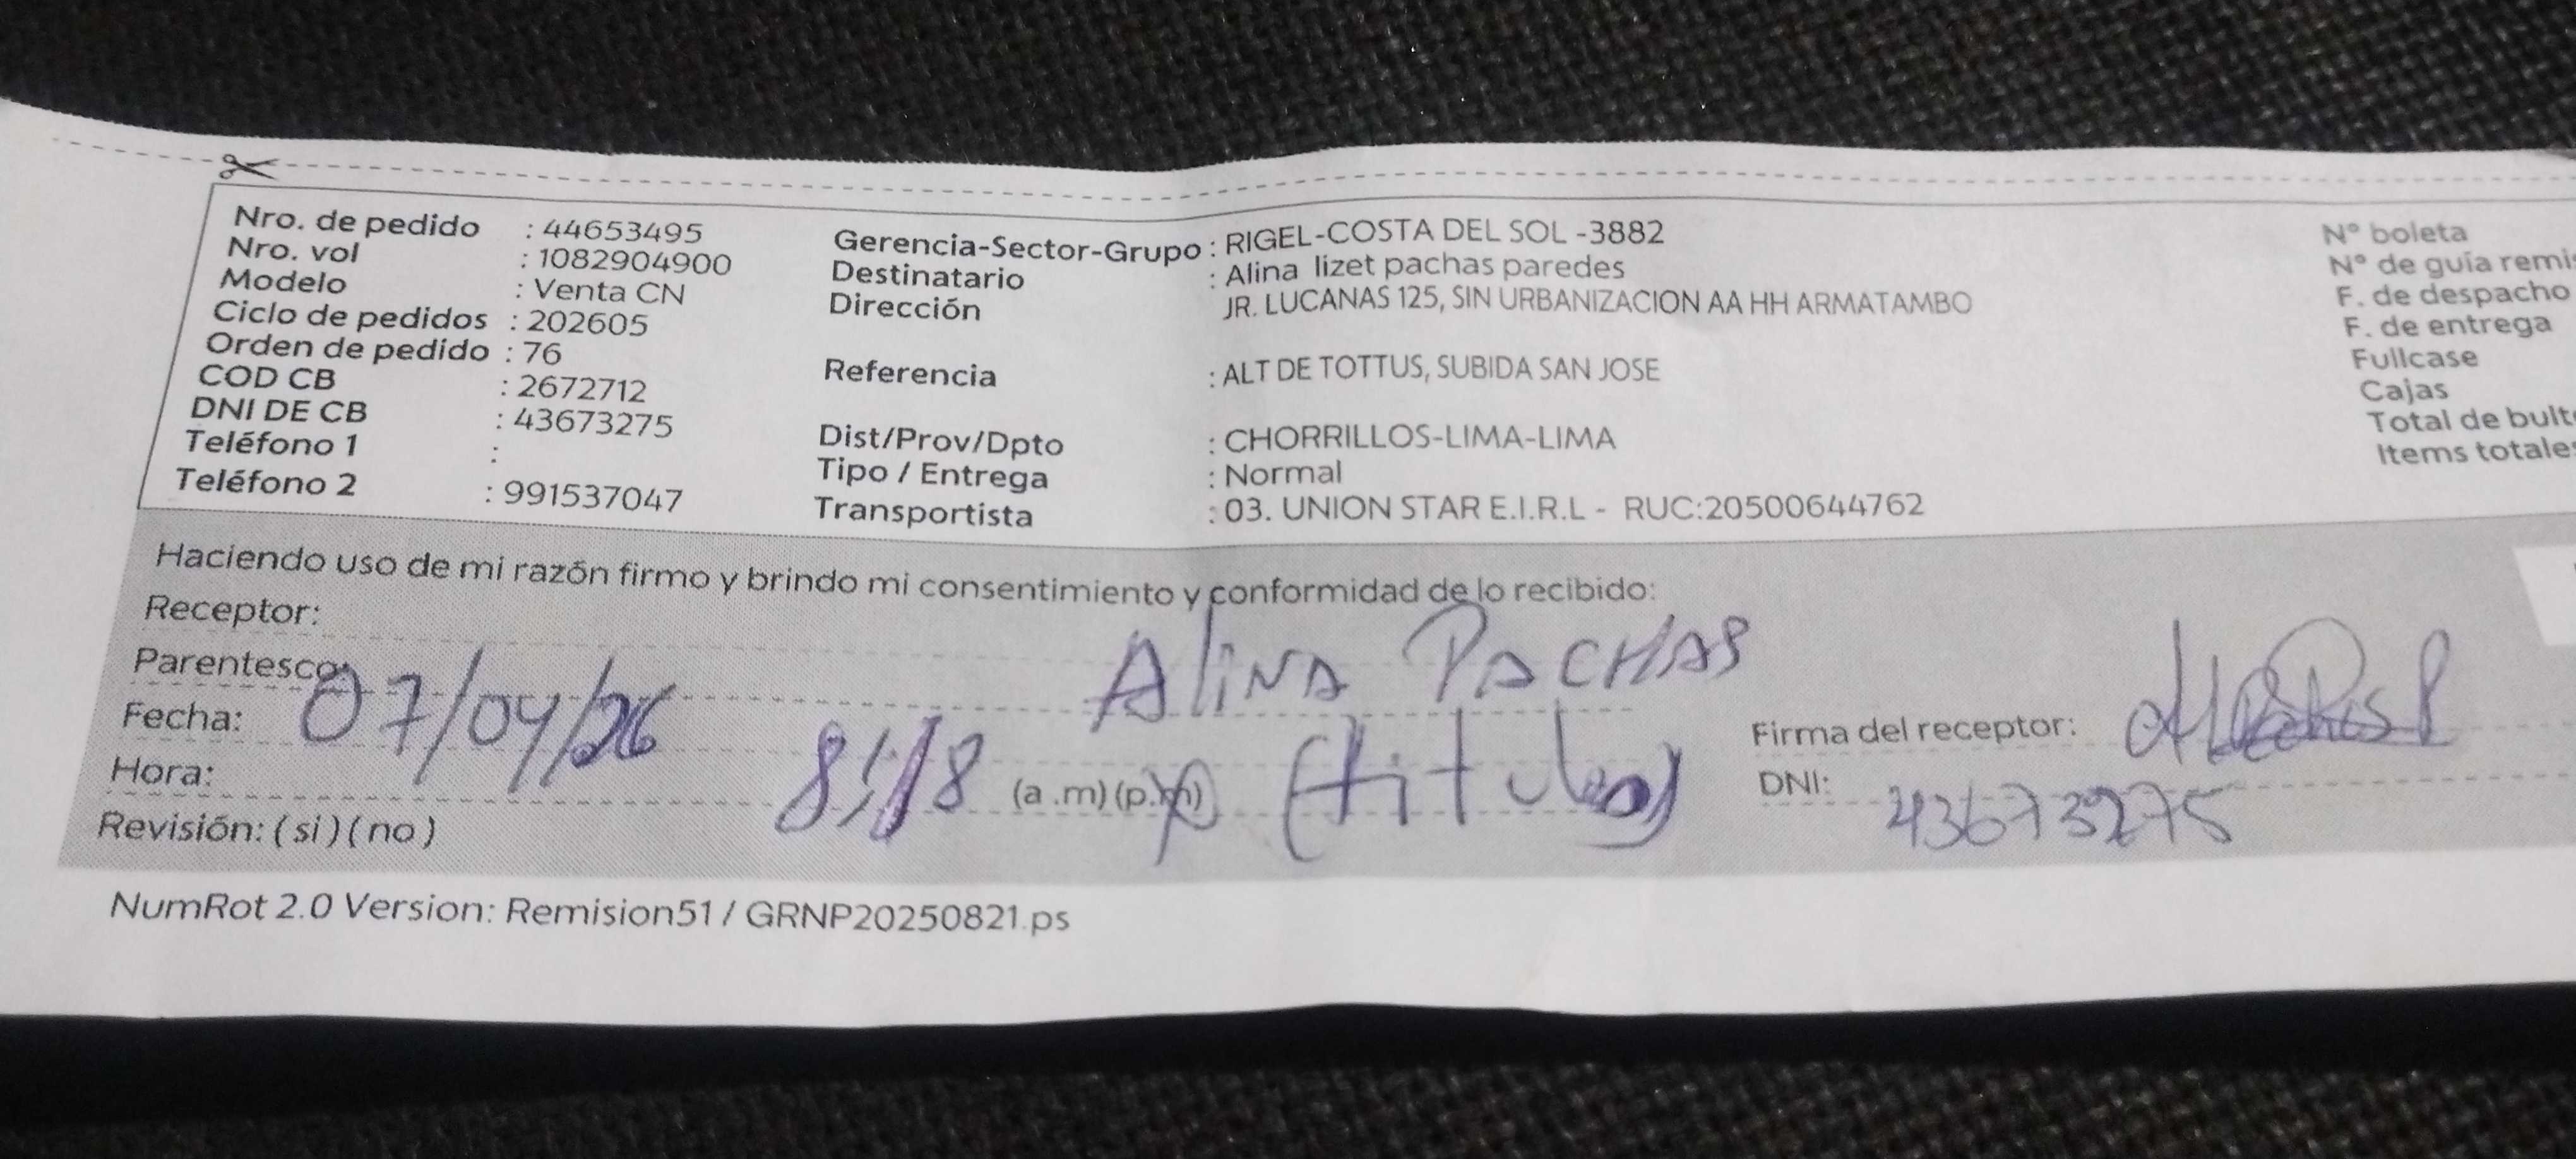 Nro. de pedido : 44653495
Nro. vol : 1082904900
Modelo : Venta CN
Ciclo de pedidos : 202605
Orden de pedido : 76
COD CB : 2672712
DNI DE CB : 43673275
Teléfono 1 :
Teléfono 2 : 991537047
Gerencia-Sector-Grupo : RIGEL-COSTA DEL SOL -3882
Destinatario : Alina lizet pachas paredes
Dirección JR. LUCANAS 125, SIN URBANIZACION AA HH ARMATAMBO
Referencia : ALT DE TOTTUS, SUBIDA SAN JOSE
Dist/Prov/Dpto : CHORRILLOS-LIMA-LIMA
Tipo / Entrega : Normal
Transportista : 03. UNION STAR E.I.R.L - RUC:20500644762
N° boleta
N° de guía
F. de despacho
F. de entrega
Fullcase
Cajas
Total de
Items
Haciendo uso de mi razón firmo y brindo mi consentimiento y conformidad de lo recibido:
Receptor: Alina PACHAS
Parentesco:
Fecha: 07/04/26
Hora: 8:18 (a .m) (p.m) (titular)
Revisión: ( si ) ( no )
Firma del receptor:
DNI: 43673275
NumRot 2.0 Version: Remision51 / GRNP20250821.ps